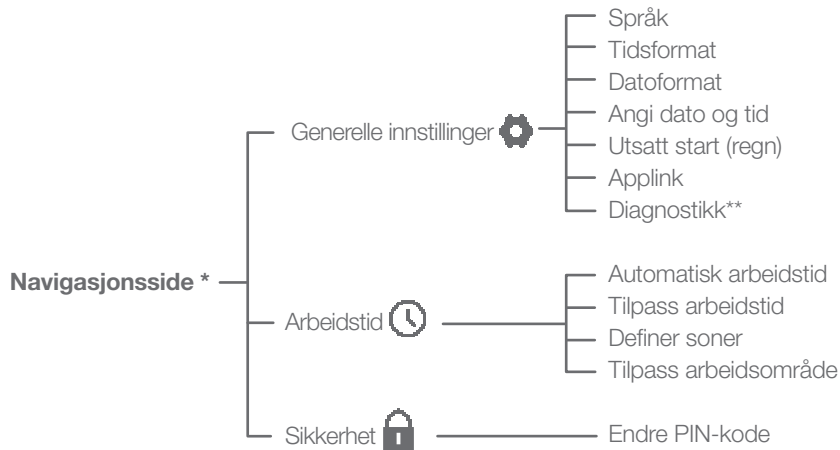 Navigasjonsside *
Generelle innstillinger
Språk
Tidsformat
Datoformat
Angi dato og tid
Utsatt start (regn)
Applink
Diagnostikk**
Arbeidstid
Automatisk arbeidstid
Tilpass arbeidstid
Definer soner
Tilpass arbeidsområde
Sikkerhet
Endre PIN-kode